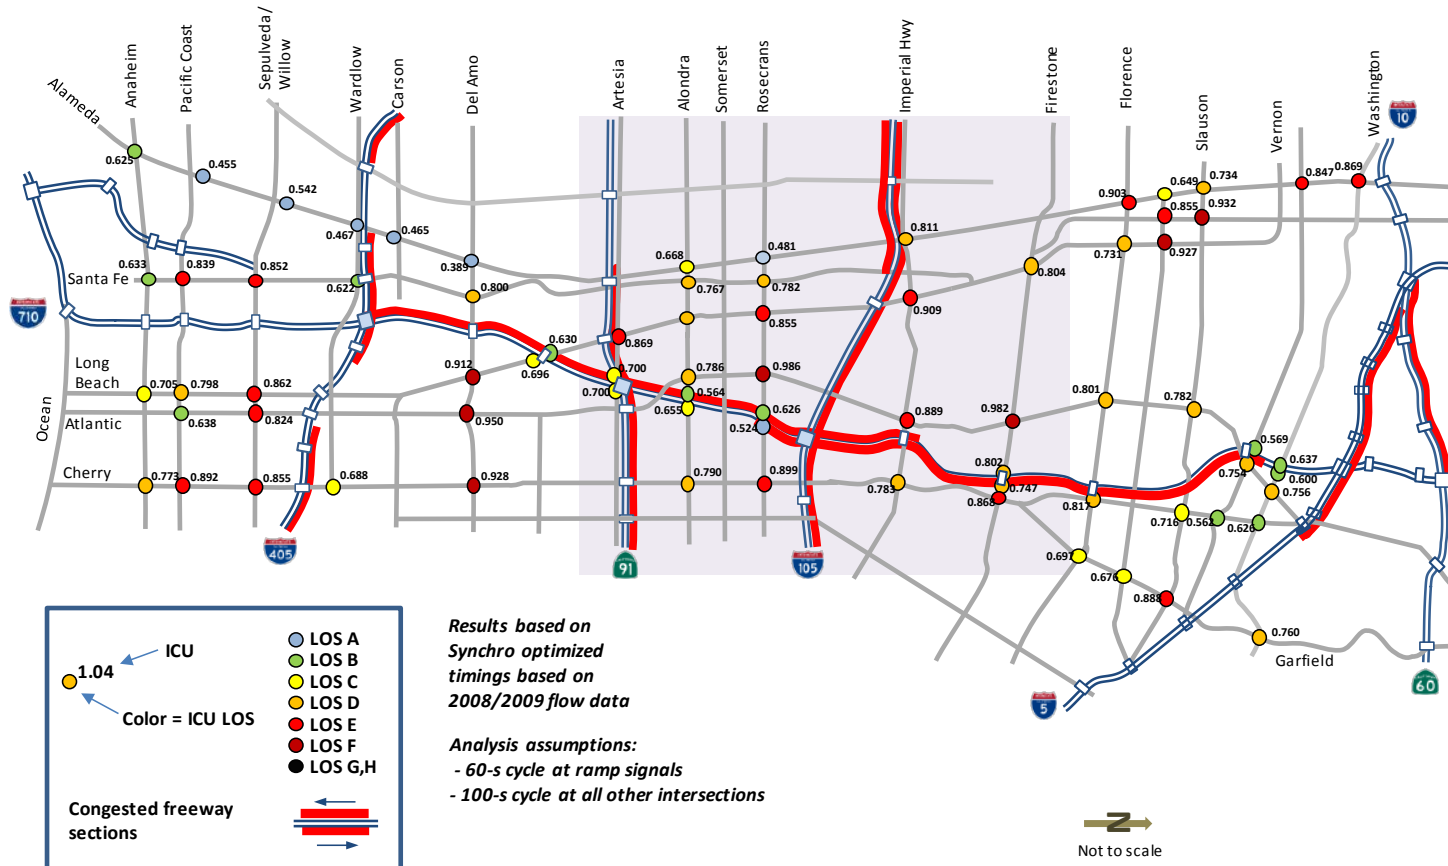 Alameda
Anaheim
Pacific Coast
Sepulveda/
Willow
Wardlow
Carson
Del Amo
Artesia
Alondra
Somerset
Rosecrans
Imperial Hwy
Firestone
Florence
Slauson
Vernon
Washington
10
0.625
0.455
0.542
0.467
0.465
0.389
0.668
0.481
0.811
0.903
0.649
0.734
0.847
0.869
0.855
0.932
0.731
0.927
Santa Fe
0.633
0.839
0.852
0.622
0.800
0.767
0.782
0.804
710
0.909
0.855
0.869
0.630
0.696
0.912
Long
Beach
0.705
0.798
0.862
0.700
0.700
0.786
0.564
0.986
0.655
0.626
0.524
0.889
0.982
0.801
0.782
Ocean
Atlantic
0.638
0.824
0.950
0.569
0.637
0.600
0.754
0.756
Cherry
0.773
0.892
0.855
0.688
0.928
0.790
0.899
0.783
0.802
0.747
0.868
0.817
0.716
0.562
0.626
405
91
105
0.697
0.676
0.888
0.760
Garfield
5
60
1.04
ICU
Color = ICU LOS
LOS A
LOS B
LOS C
LOS D
LOS E
LOS F
LOS G,H
Congested freeway
sections
Results based on
Synchro optimized
timings based on
2008/2009 flow data
Analysis assumptions:
- 60-s cycle at ramp signals
- 100-s cycle at all other intersections
N
Not to scale